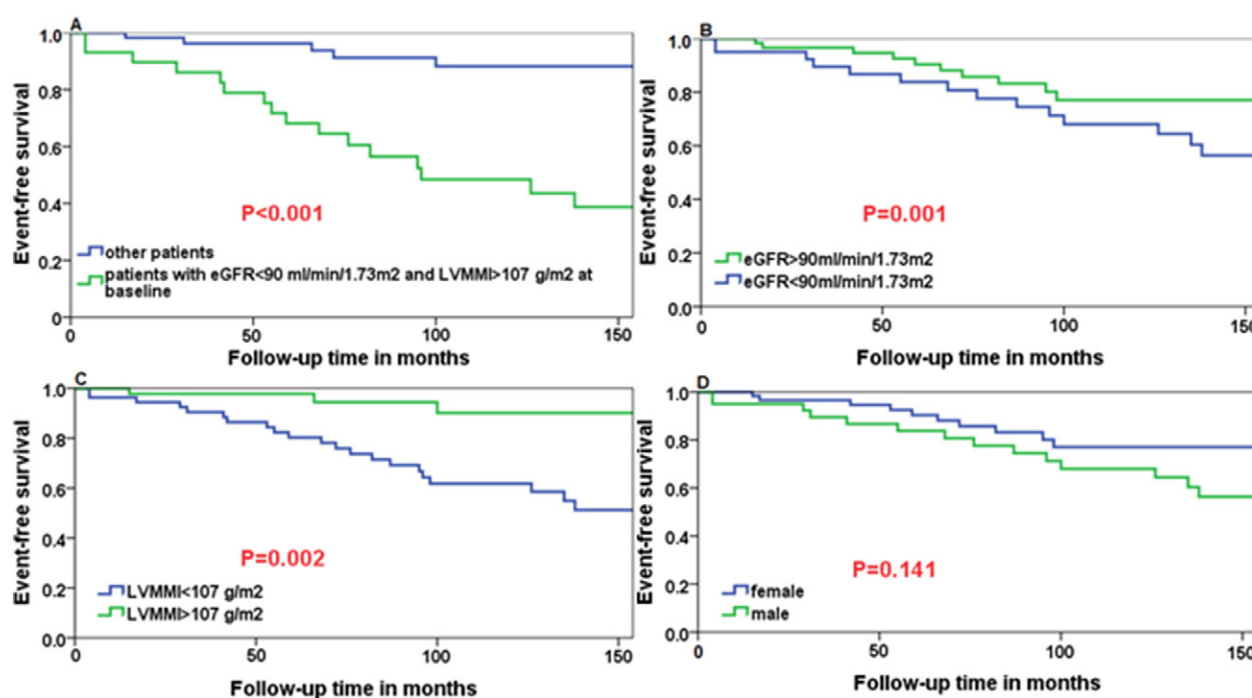 A
1.0
0.8
0.6
0.4
0.2
0.0
Event-free survival
P<0.001
other patients
patients with eGFR<90 ml/min/1.73m2 and LVMMI>107 g/m2 at
baseline
0 50 100 150
Follow-up time in months
B
1.0
0.8
0.6
0.4
0.2
0.0
Event-free survival
P=0.001
eGFR>90ml/min/1.73m2
eGFR<90ml/min/1.73m2
0 50 100 150
Follow-up time in months
C
1.0
0.8
0.6
0.4
0.2
0.0
Event-free survival
P=0.002
LVMMI<107 g/m2
LVMMI>107 g/m2
0 50 100 150
Follow-up time in months
D
1.0
0.8
0.6
0.4
0.2
0.0
Event-free survival
P=0.141
female
male
0 50 100 150
Follow-up time in months